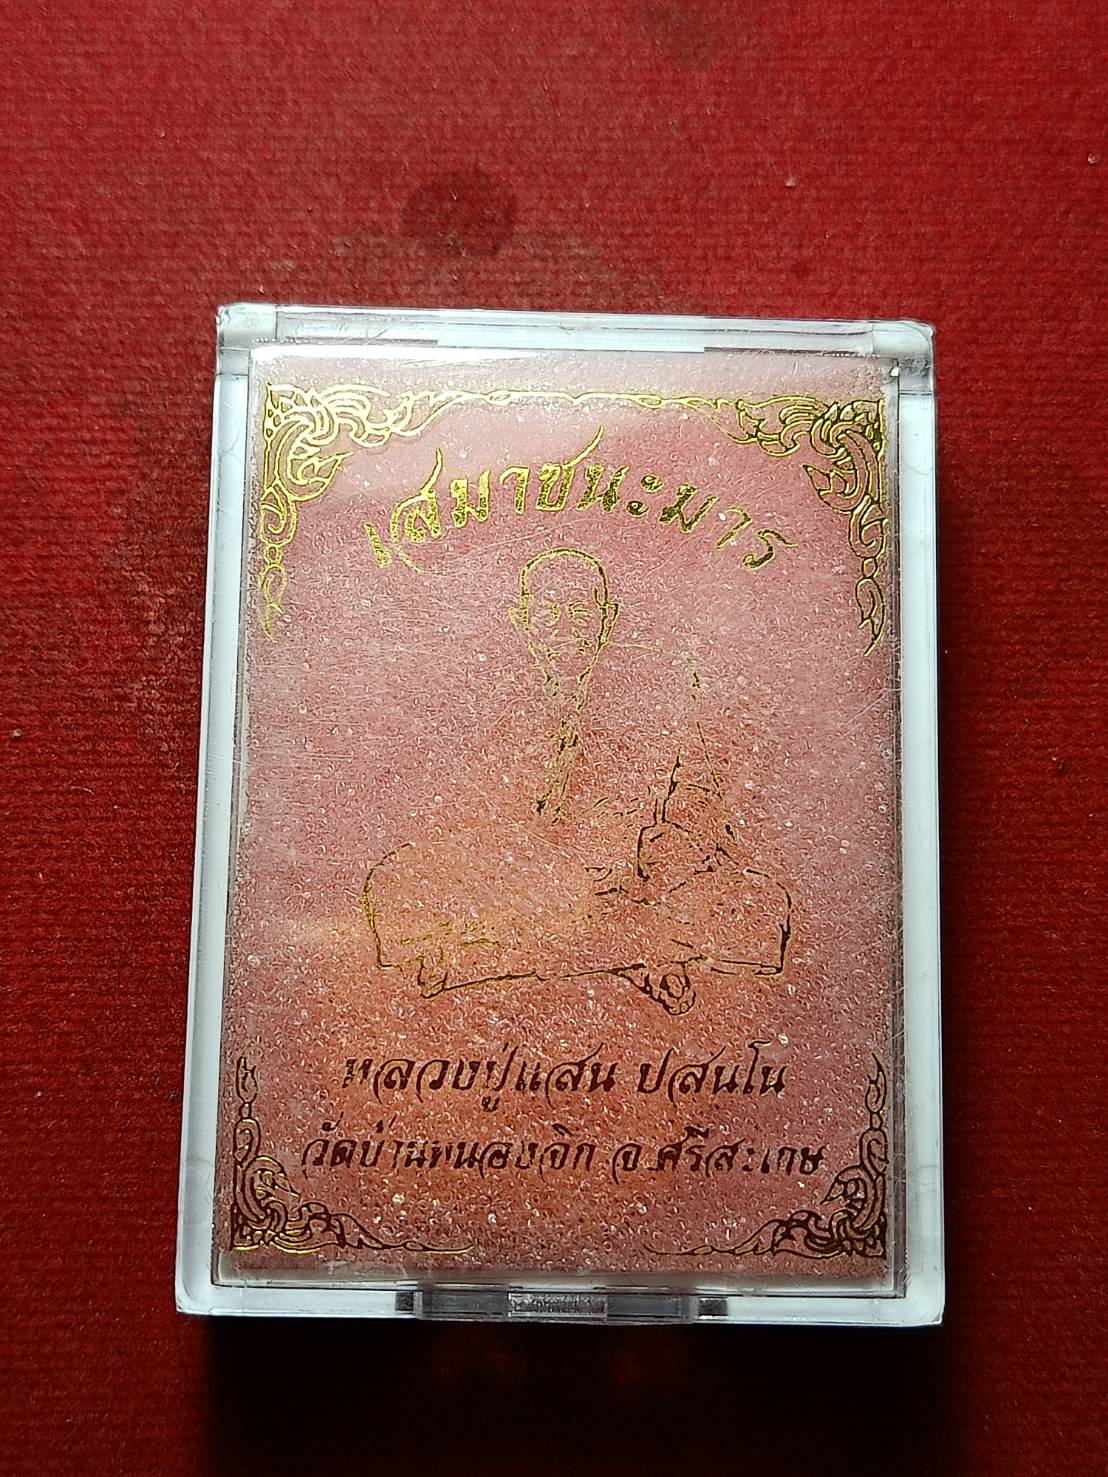 เสมาชนะมาร
หลวงปู่แสน ปสนโน
วัดบ้านหนองจิก จ.ศรีสะเกษ